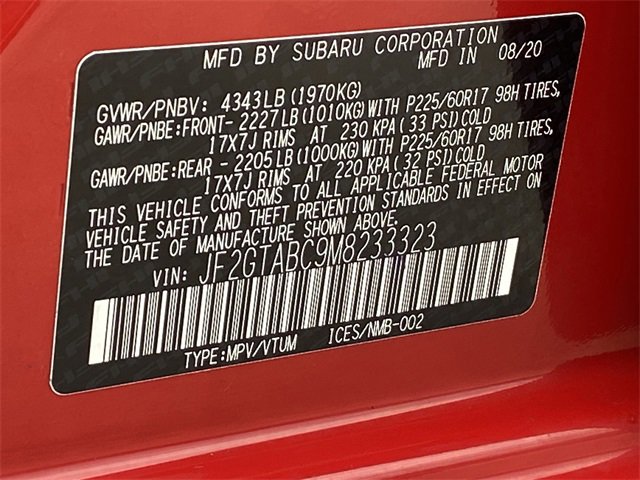 MFD BY SUBARU CORPORATION
MFD IN 08/20
GVWR/PNBV: 4343LB(1970KG)
GAWR/PNBE:FRONT-2227LB(1010KG)WITH P225/60R17 98H TIRES,
17X7J RIMS AT 230 KPA(33 PSI)COLD
GAWR/PNBE:REAR -2205LB(1000KG)WITH P225/60R17 98H TIRES,
17X7J RIMS AT 220 KPA(32 PSI)COLD
THIS VEHICLE CONFORMS TO ALL APPLICABLE FEDERAL MOTOR
VEHICLE SAFETY AND THEFT PREVENTION STANDARDS IN EFFECT ON
THE DATE OF MANUFACTURE SHOWN ABOVE.
VIN: JF2GTABC9M8233323
TYPE:MPV/VTUM ICES/NMB-002